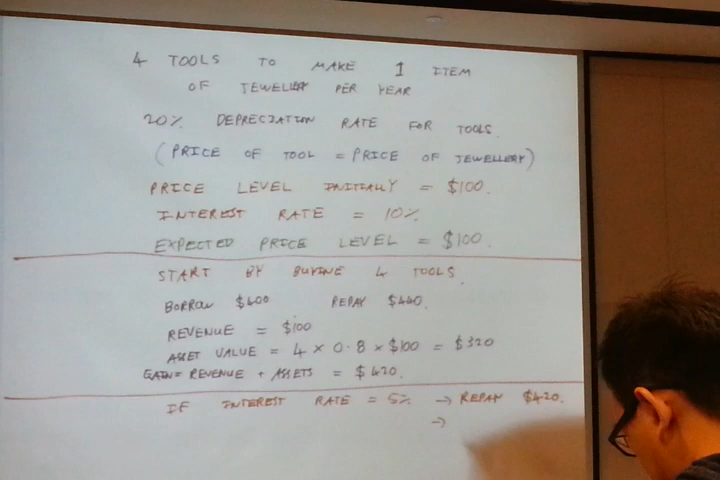 4 TOOLS TO MAKE 1 ITEM
OF JEWELLERY PER YEAR
20% DEPRECIATION RATE FOR TOOLS
(PRICE OF TOOL = PRICE OF JEWELLERY)
PRICE LEVEL INITIALLY = $100.
INTEREST RATE = 10%
EXPECTED PRICE LEVEL = $100.
START BY BUYING 4 TOOLS
BORROW $400 REPAY $440.
REVENUE = $100
ASSET VALUE = 4 × 0.8 × $100 = $320
GAIN = REVENUE + ASSETS = $420.
IF INTEREST RATE = 5% → REPAY $420.
→